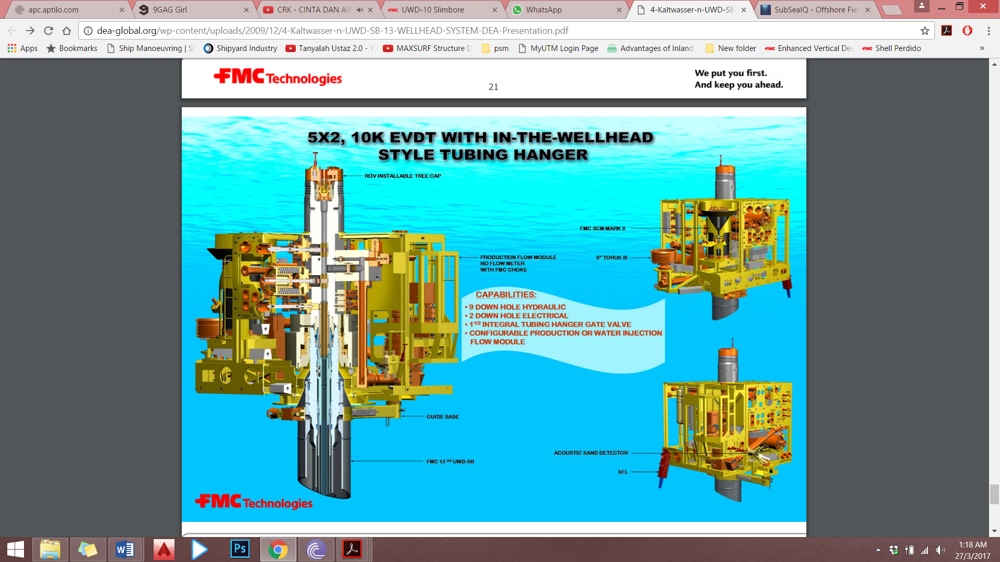 apc.aptilo.com
9GAG Girl
CRK - CINTA DAN AIR
UWD-10 Slimbore
WhatsApp
4-Kaltwasser-n-UWD-SB
SubSeaIQ - Offshore Fie
dea-global.org/wp-content/uploads/2009/12/4-Kaltwasser-n-UWD-SB-13-WELLHEAD-SYSTEM-DEA-Presentation.pdf
Apps
Bookmarks
Ship Manoeuvring | S
Shipyard Industry
Tanyalah Ustaz 2.0 - Y
MAXSURF Structure D
psm
MyUTM Login Page
Advantages of Inland
New folder
FMC Enhanced Vertical Dee
FMC Shell Perdido
»
FMC Technologies
21
We put you first.
And keep you ahead.
5X2, 10K EVDT WITH IN-THE-WELLHEAD
STYLE TUBING HANGER
ROV INSTALLABLE TREE CAP
FMC SCM MARK II
PRODUCTION FLOW MODULE
NO FLOW METER
WITH FMC CHOKE
6" TORUS III
CAPABILITIES:
• 9 DOWN HOLE HYDRAULIC
• 2 DOWN HOLE ELECTRICAL
• 1 1/2 INTEGRAL TUBING HANGER GATE VALVE
• CONFIGURABLE PRODUCTION OR WATER INJECTION
FLOW MODULE
GUIDE BASE
ACOUSTIC SAND DETECTOR
FMC 13 5/8 UWD-SB
SFL
FMC Technologies
Ps
1:18 AM
27/3/2017